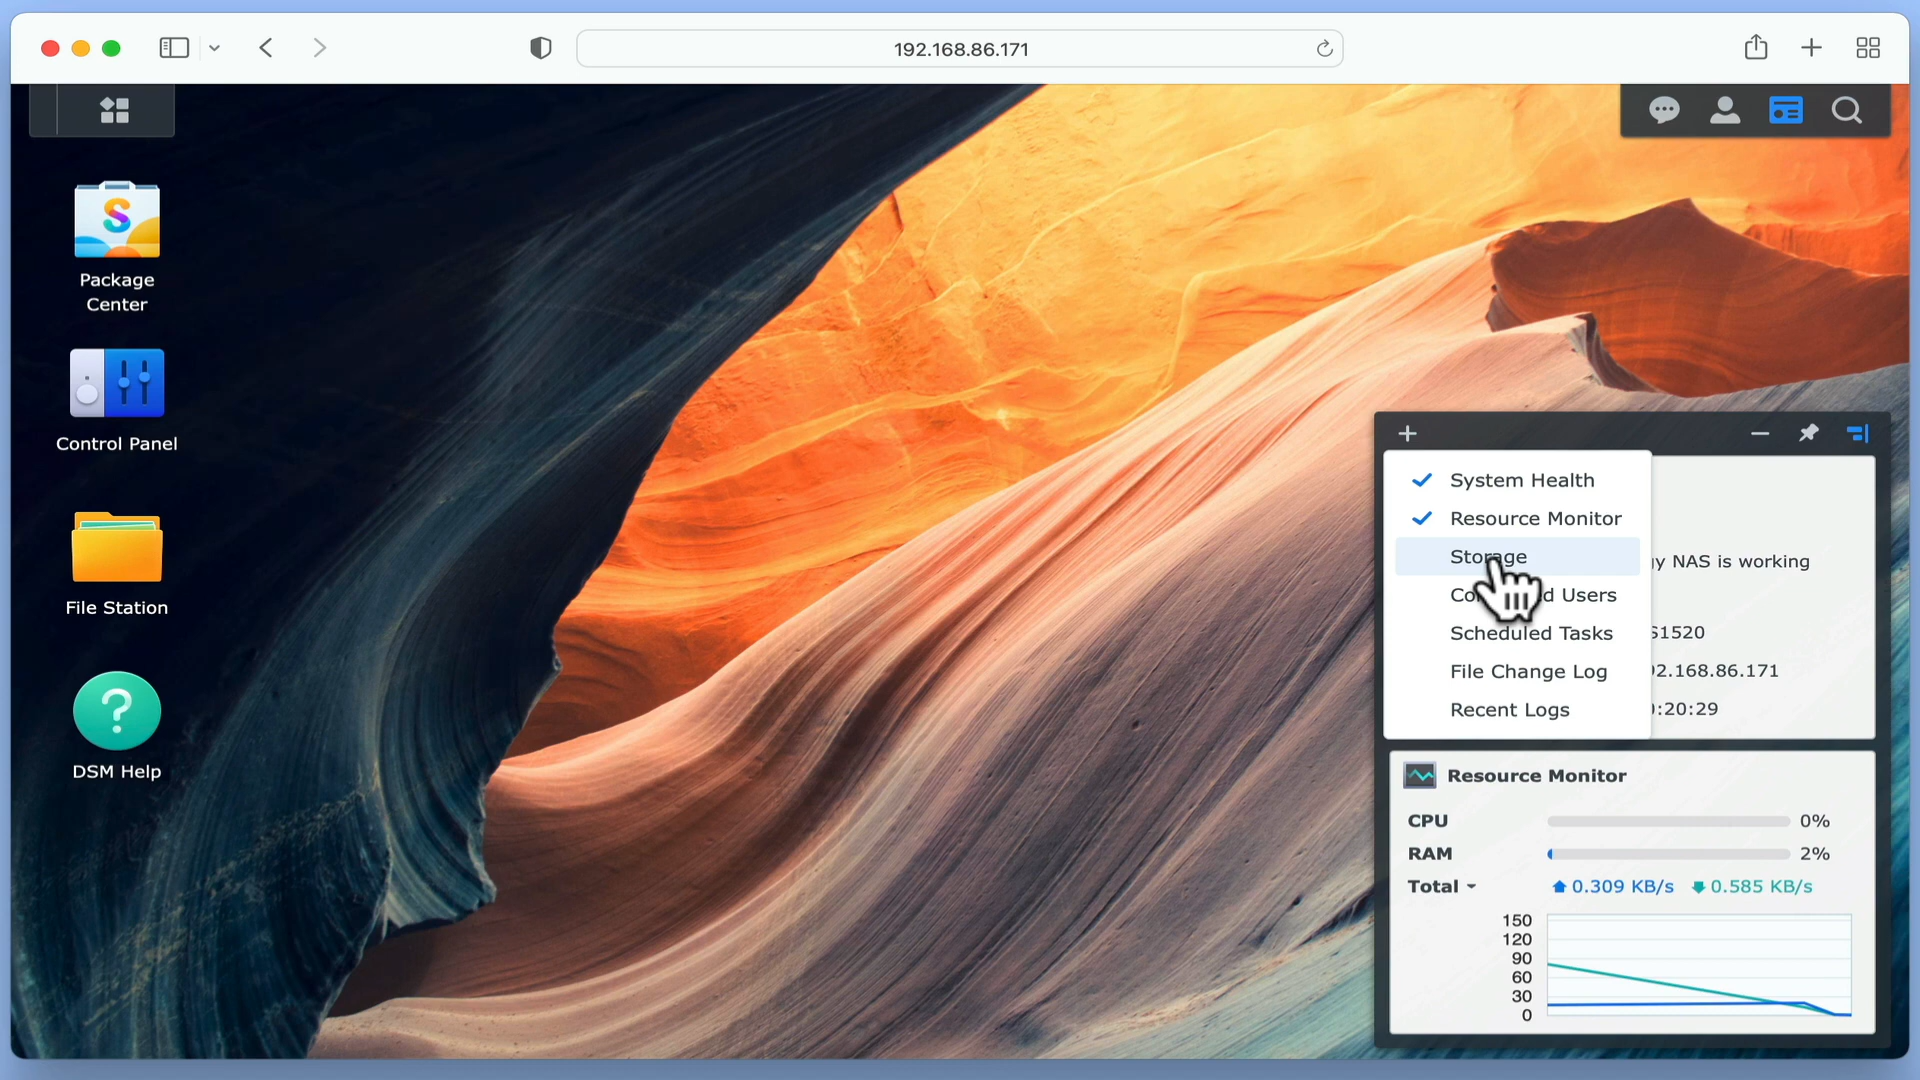 192.168.86.171
Package
Center
Control Panel
File Station
DSM Help
System Health
Resource Monitor
Storage
Users
Scheduled Tasks
File Change Log
Recent Logs
NAS is working
S1520
2.168.86.171
:20:29
Resource Monitor
CPU 0%
RAM 2%
Total 0.309 KB/s 0.585 KB/s
150
120
90
60
30
0